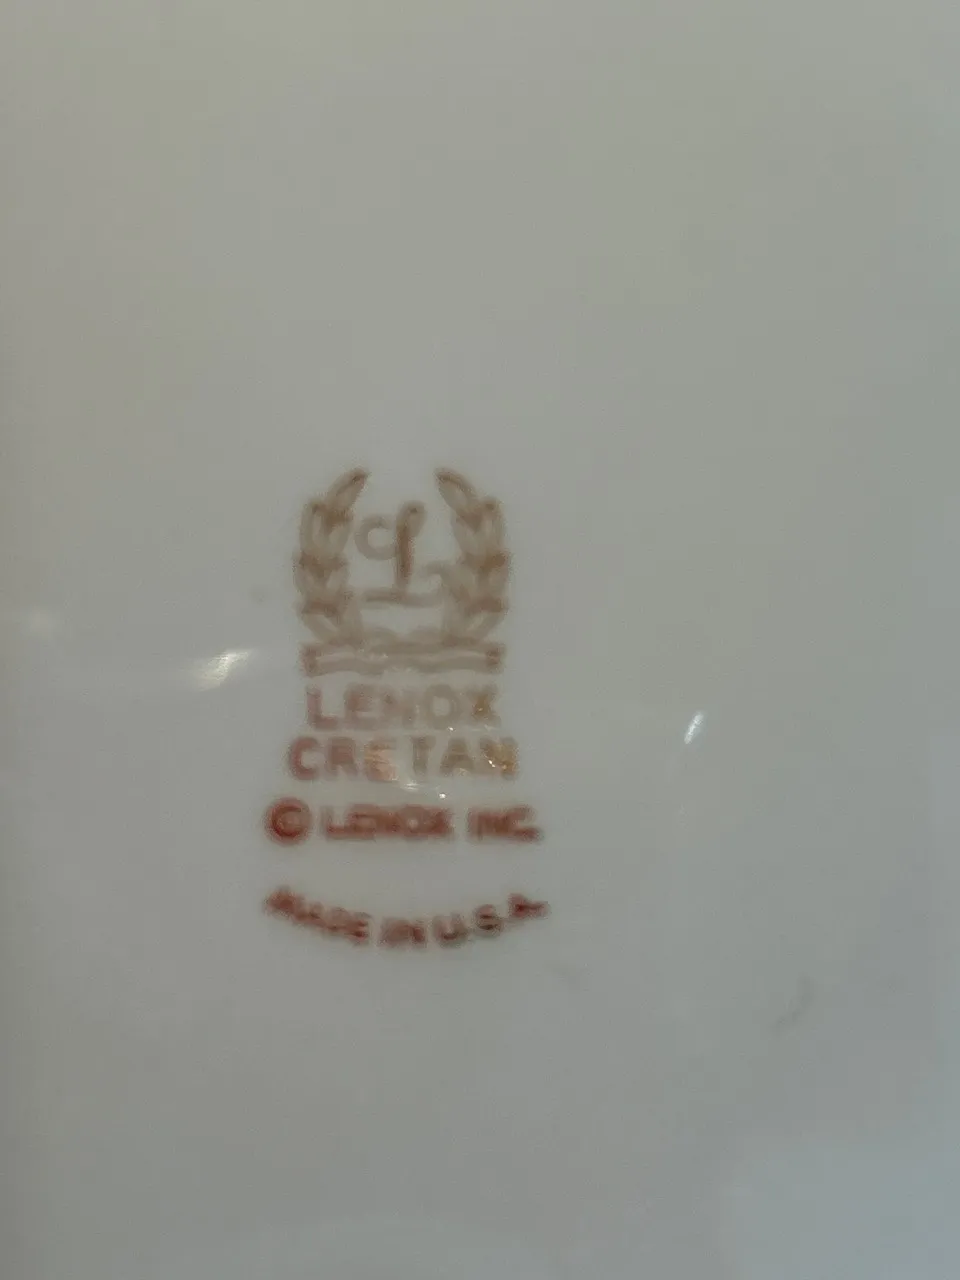 L
LENOX
CRETAN
© LENOX INC.
MADE IN U.S.A.